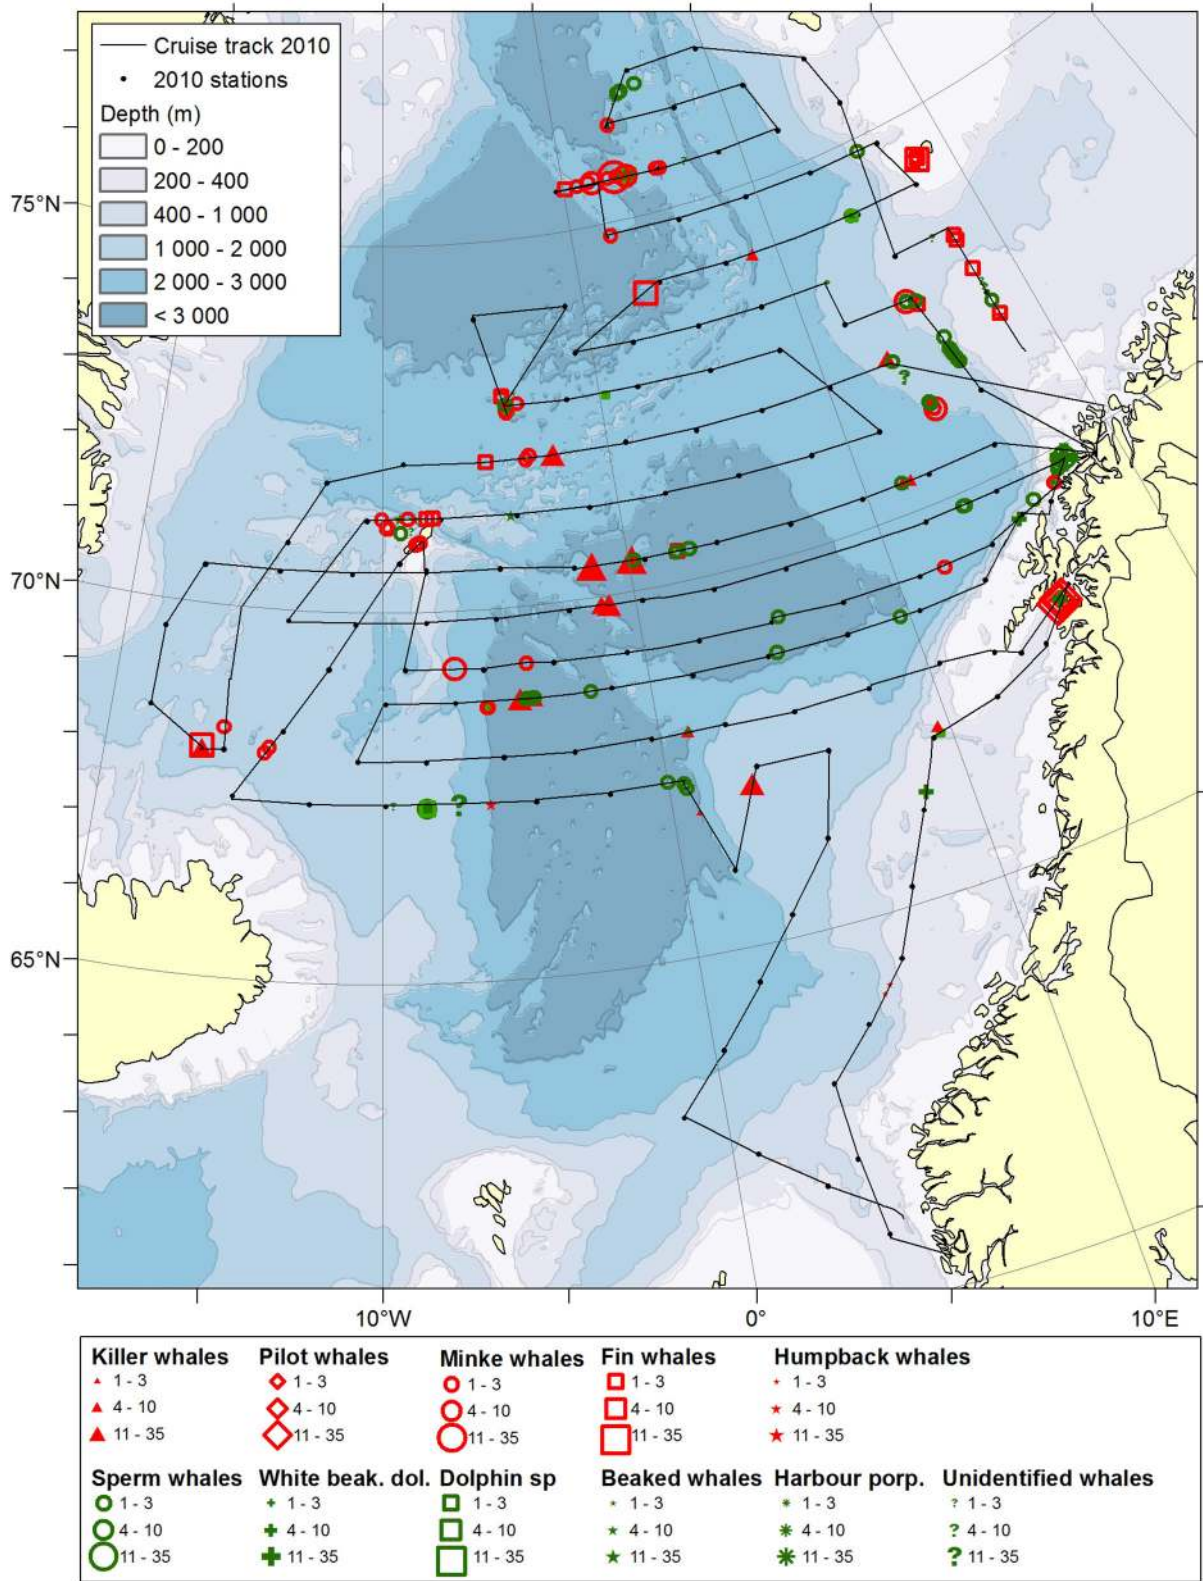 Cruise track 2010
2010 stations
Depth (m)
0 - 200
200 - 400
400 - 1 000
1 000 - 2 000
2 000 - 3 000
< 3 000
75°N
70°N
65°N
10°W 0° 10°E
Killer whales Pilot whales Minke whales Fin whales Humpback whales
1 - 3 1 - 3 1 - 3 1 - 3 1 - 3
4 - 10 4 - 10 4 - 10 4 - 10 4 - 10
11 - 35 11 - 35 11 - 35 11 - 35 11 - 35
Sperm whales White beak. dol. Dolphin sp Beaked whales Harbour porp. Unidentified whales
1 - 3 1 - 3 1 - 3 1 - 3 1 - 3 ? 1 - 3
4 - 10 4 - 10 4 - 10 4 - 10 4 - 10 ? 4 - 10
11 - 35 11 - 35 11 - 35 11 - 35 11 - 35 ? 11 - 35